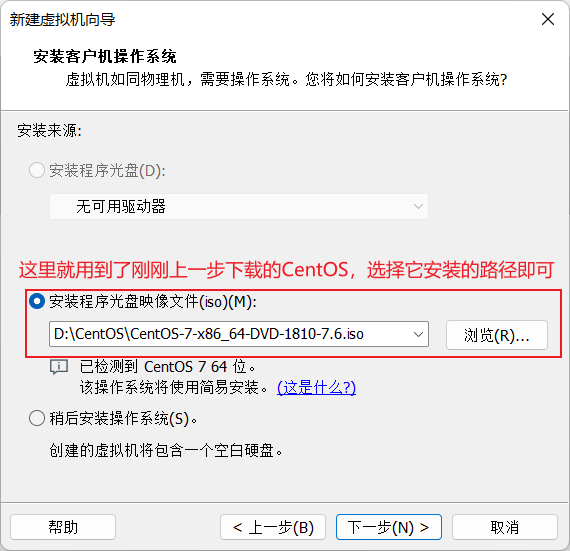 新建虚拟机向导
安装客户机操作系统
虚拟机如同物理机，需要操作系统。您将如何安装客户机操作系统?
安装来源:
安装程序光盘(D):
无可用驱动器
这里就用到了刚刚上一步下载的CentOS，选择它安装的路径即可
安装程序光盘映像文件(iso)(M):
D:\CentOS\CentOS-7-x86_64-DVD-1810-7.6.iso
浏览(R)...
已检测到 CentOS 7 64 位。
该操作系统将使用简易安装。 (这是什么?)
稍后安装操作系统(S)。
创建的虚拟机将包含一个空白硬盘。
帮助
< 上一步(B)
下一步(N) >
取消